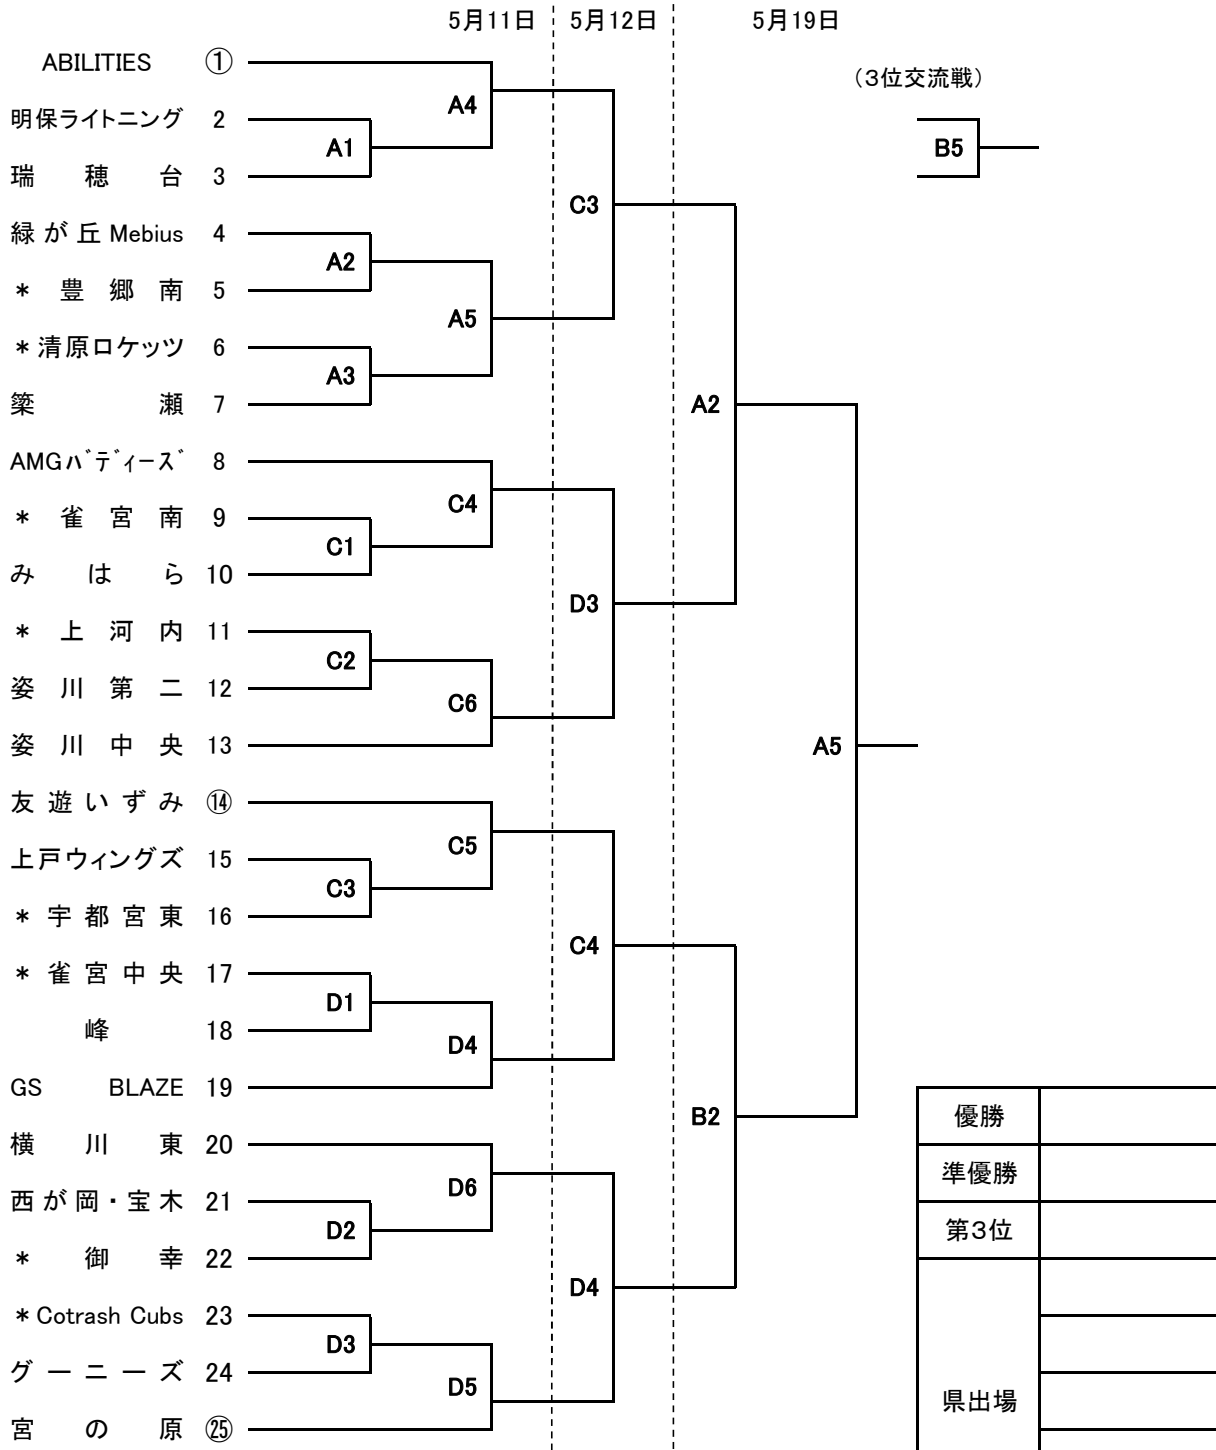 5月11日 5月12日 5月19日
(3位交流戦)
ABILITIES ①
明保ライトニング 2
瑞穂台 3
緑が丘 Mebius 4
* 豊郷南 5
* 清原ロケッツ 6
簗瀬 7
AMGバディーズ 8
* 雀宮南 9
みはら 10
* 上河内 11
姿川第二 12
姿川中央 13
友遊いずみ ⑭
上戸ウィングズ 15
* 宇都宮東 16
* 雀宮中央 17
峰 18
GS BLAZE 19
横川東 20
西が岡・宝木 21
* 御幸 22
* Cotrash Cubs 23
グーニーズ 24
宮の原 ㉕
A1
A2
A3
C1
C2
C3
D1
D2
D3
A4
A5
C4
C6
C5
D4
D6
D5
C3
D3
C4
D4
A2
B2
A5
B5
優勝
準優勝
第3位
県出場